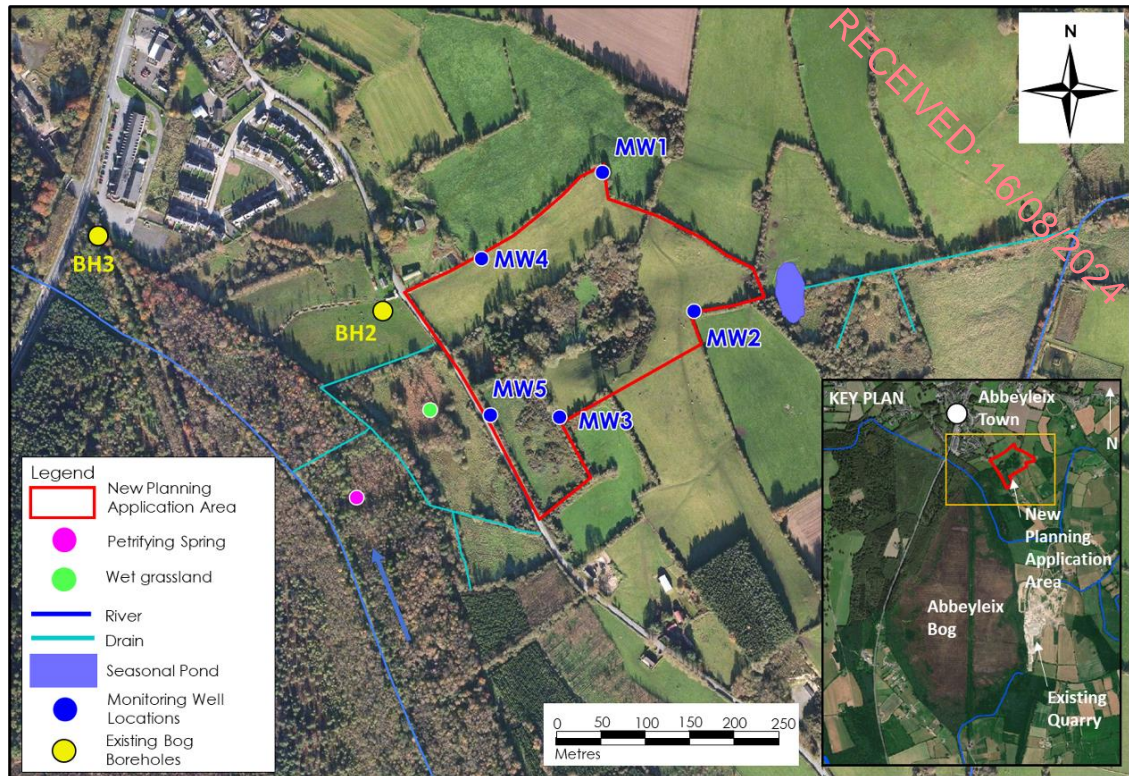 RECEIVED: 16/08/2024
N
MW1
MW4
BH3
BH2
MW2
MW5
MW3
Legend
New Planning
Application Area
Petrifying Spring
Wet grassland
River
Drain
Seasonal Pond
Monitoring Well
Locations
Existing Bog
Boreholes
0 50 100 150 200 250
Metres
KEY PLAN
Abbeyleix
Town
N
New
Planning
Application
Area
Abbeyleix
Bog
Existing
Quarry